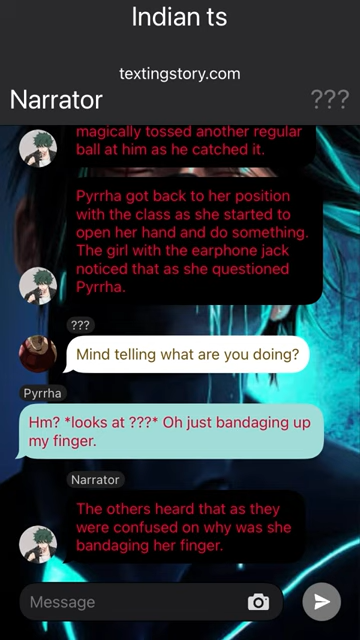 Indian ts
textingstory.com
Narrator
???
magically tossed another regular
ball at him as he catched it.
Pyrrha got back to her position
with the class as she started to
open her hand and do something.
The girl with the earphone jack
noticed that as she questioned
Pyrrha.
???
Mind telling what are you doing?
Pyrrha
Hm? *looks at ???* Oh just bandaging up
my finger.
Narrator
The others heard that as they
were confused on why was she
bandaging her finger.
Message